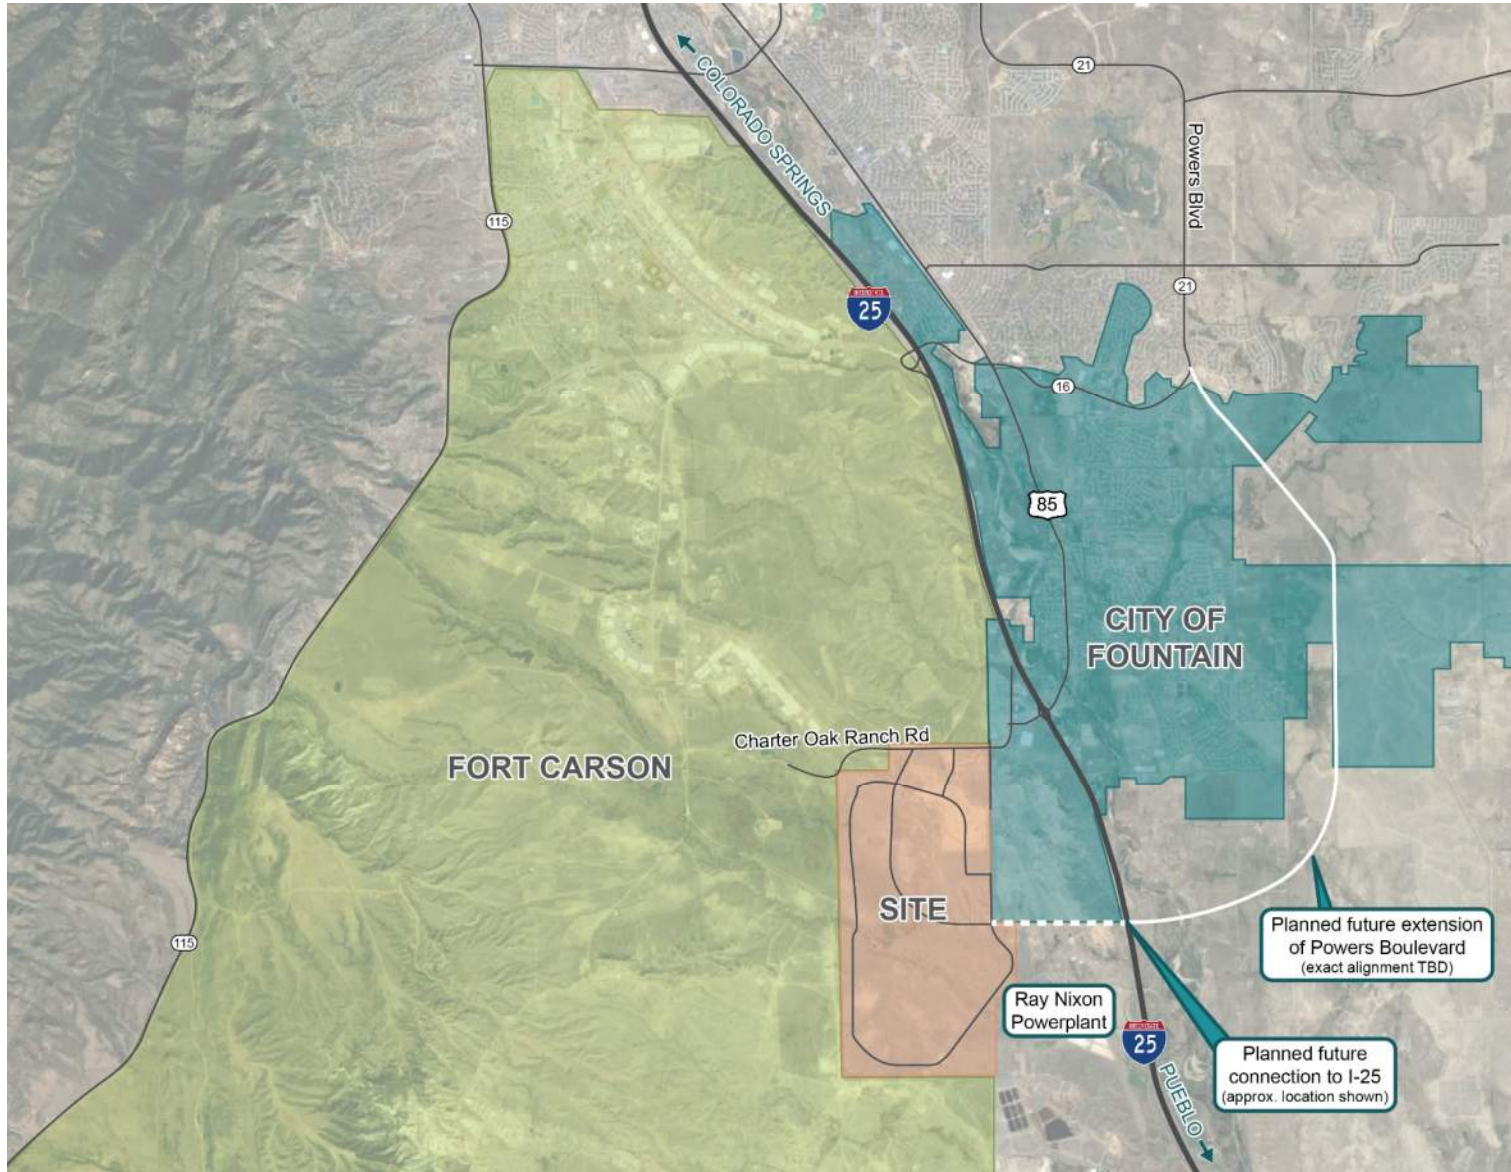 COLORADO SPRINGS
21
Powers Blvd
115
21
INTERSTATE
25
16
85
CITY OF
FOUNTAIN
Charter Oak Ranch Rd
FORT CARSON
SITE
115
Planned future extension
of Powers Boulevard
(exact alignment TBD)
Ray Nixon
Powerplant
INTERSTATE
25
Planned future
connection to I-25
(approx. location shown)
PUEBLO